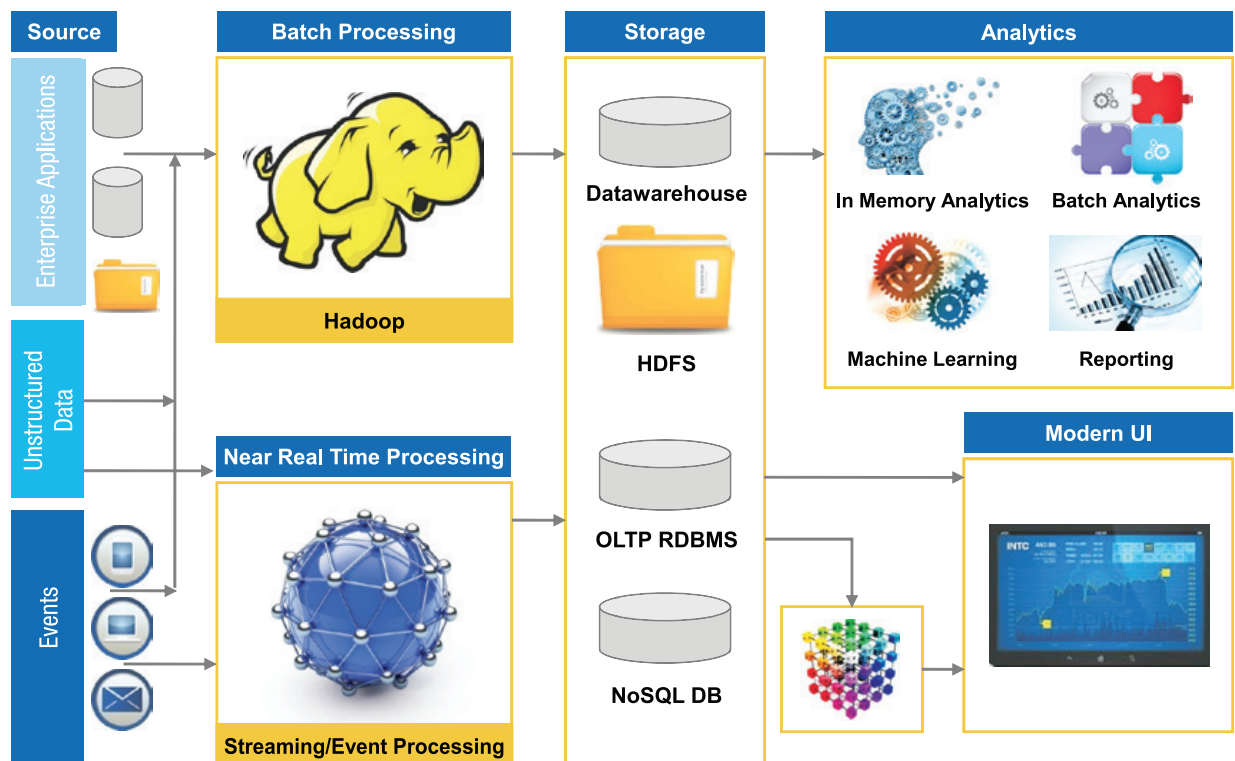 Source
Batch Processing
Storage
Analytics
Enterprise Applications
Hadoop
Datawarehouse
HDFS
In Memory Analytics
Batch Analytics
Machine Learning
Reporting
Unstructured
Data
Near Real Time Processing
Modern UI
Events
Streaming/Event Processing
OLTP RDBMS
NoSQL DB
INTC